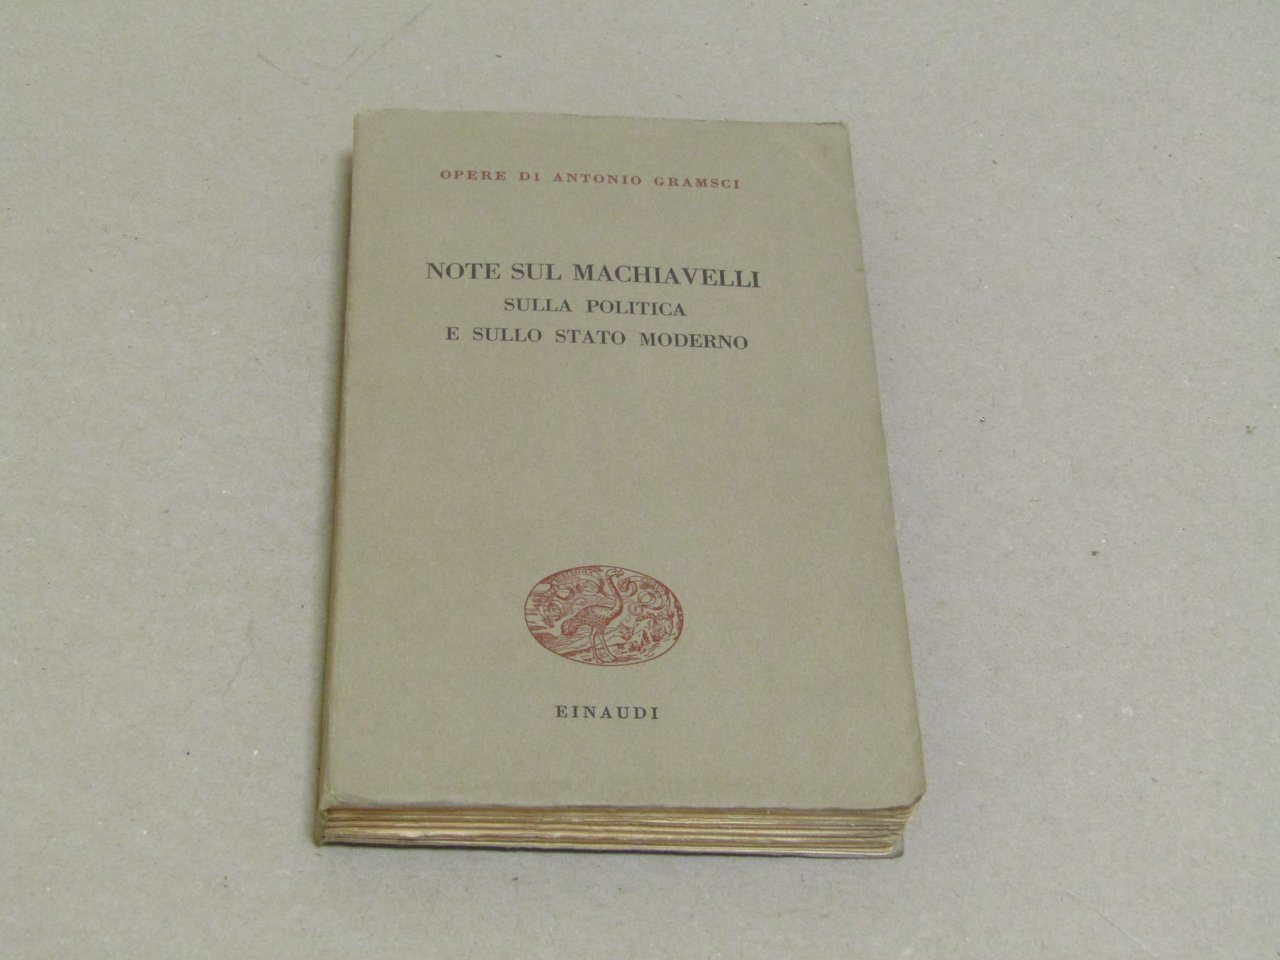 OPERE DI ANTONIO GRAMSCI
NOTE SUL MACHIAVELLI
SULLA POLITICA
E SULLO STATO MODERNO
EINAUDI